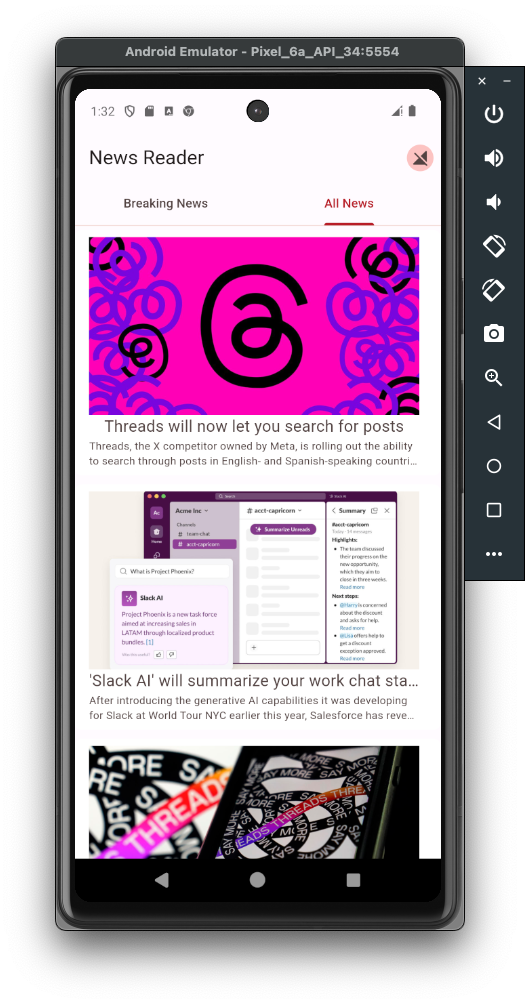 Android Emulator - Pixel_6a_API_34:5554
1:32
News Reader
Breaking News
All News
Threads will now let you search for posts
Threads, the X competitor owned by Meta, is rolling out the ability
to search through posts in English- and Spanish-speaking countri…
Search
Ac
Home
Acme Inc
Channels
# team-chat
# acct-capricorn
# acct-capricorn
Summarize Unreads
Summary
#acct-capricorn
Highlights:
The team discussed
their progress on the
new opportunity,
which they aim to
close in three weeks.
Read more
Next steps:
@Harry is concerned
about the discount
and asks for help.
Read more
@Lisa offers help to
get a discount
exception approved.
Read more
What is Project Phoenix?
Slack AI
Project Phoenix is a new task force
aimed at increasing sales in
LATAM through localized product
bundles. [1]
'Slack AI' will summarize your work chat sta…
After introducing the generative AI capabilities it was developing
for Slack at World Tour NYC earlier this year, Salesforce has reve…
SAY MORE
THREADS
SAY MORE
THREADS
THREADS